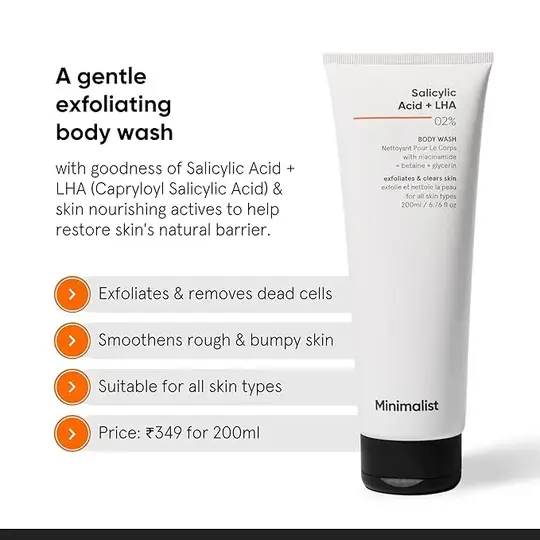 A gentle
exfoliating
body wash
with goodness of Salicylic Acid +
LHA (Capryloyl Salicylic Acid) &
skin nourishing actives to help
restore skin's natural barrier.
Exfoliates & removes dead cells
Smoothens rough & bumpy skin
Suitable for all skin types
Price: ₹349 for 200ml
Salicylic
Acid + LHA
02%
BODY WASH
Nettoyant Pour Le Corps
with niacinamide
+ betaine + glycerin
exfoliates & clears skin
exfolie et nettoie la peau
for all skin types
200ml / 6.76 fl oz
Minimalist